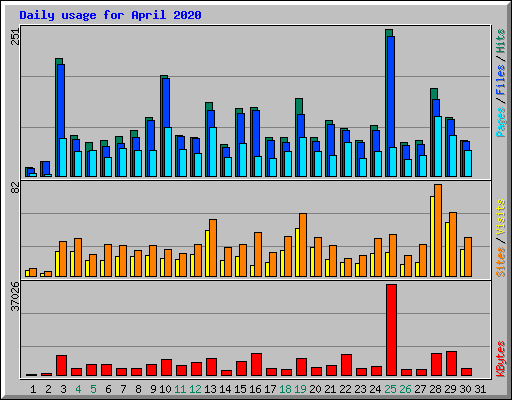 Daily usage for April 2020
251
Pages / Files / Hits
82
Sites / Visits
37026
KBytes
1 2 3 4 5 6 7 8 9 10 11 12 13 14 15 16 17 18 19 20 21 22 23 24 25 26 27 28 29 30 31